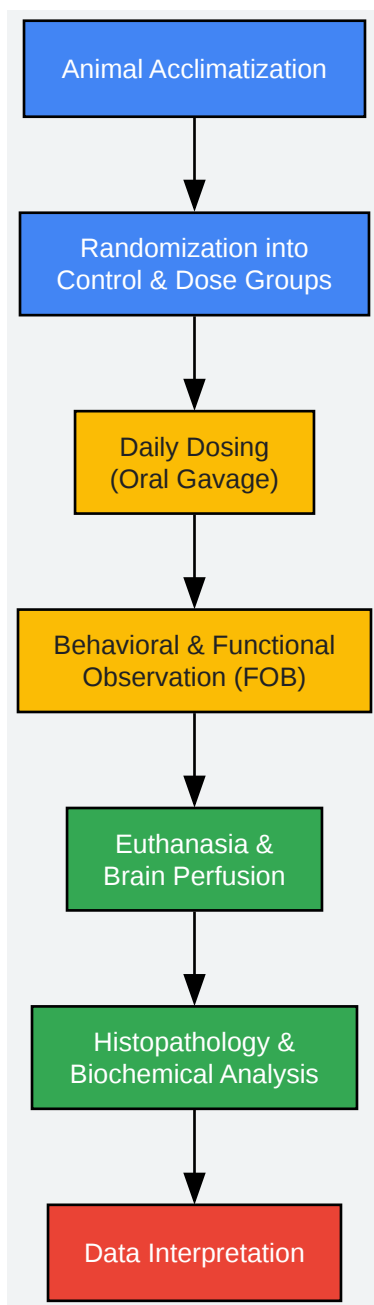 Animal Acclimatization
Randomization into
Control & Dose Groups
Daily Dosing
(Oral Gavage)
Behavioral & Functional
Observation (FOB)
Euthanasia &
Brain Perfusion
Histopathology &
Biochemical Analysis
Data Interpretation